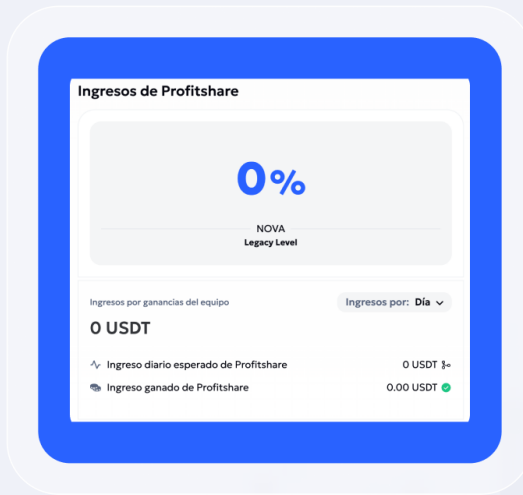 Ingresos de Profitshare
0%
NOVA
Legacy Level
Ingresos por ganancias del equipo
Ingresos por: Día
0 USDT
Ingreso diario esperado de Profitshare 0 USDT
Ingreso ganado de Profitshare 0.00 USDT